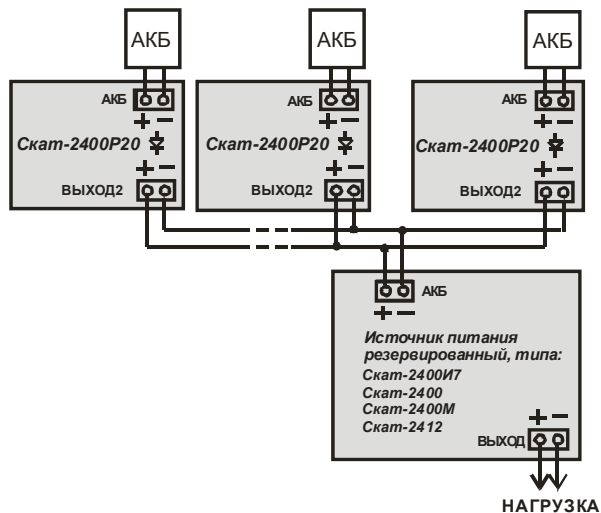 АКБ
АКБ
АКБ
АКБ
АКБ
АКБ
+ −
+ −
+ −
Скат-2400Р20
Скат-2400Р20
Скат-2400Р20
+ −
+ −
+ −
ВЫХОД2
ВЫХОД2
ВЫХОД2
АКБ
+ −
Источник питания
резервированный, типа:
Скат-2400И7
Скат-2400
Скат-2400М
Скат-2412
+ −
ВЫХОД
НАГРУЗКА